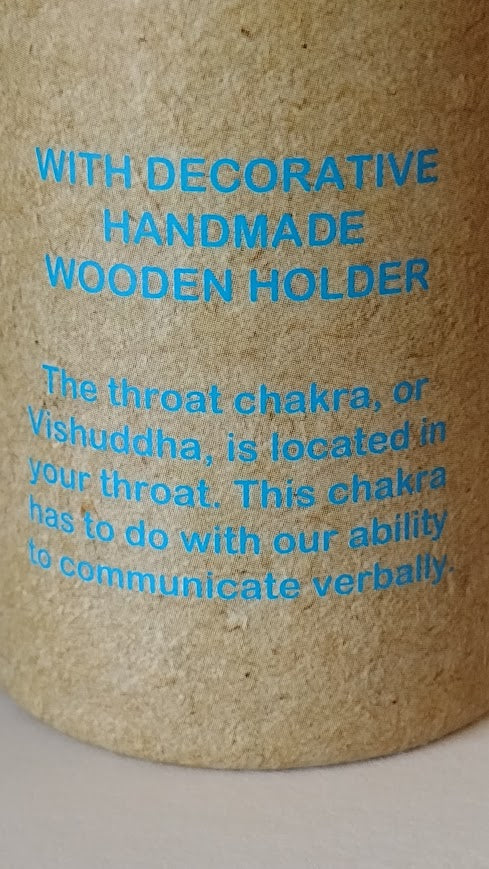 WITH DECORATIVE
HANDMADE
WOODEN HOLDER
The throat chakra, or
Vishuddha, is located in
your throat. This chakra
has to do with our ability
to communicate verbally.